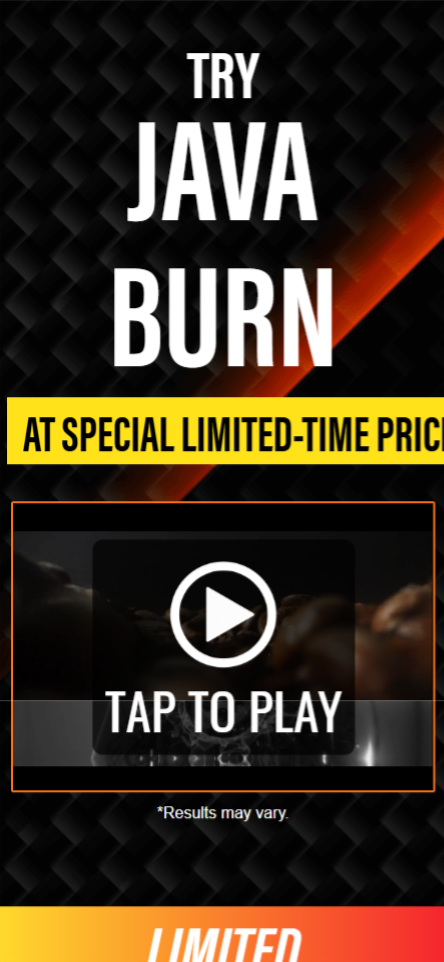 TRY
JAVA
BURN
AT SPECIAL LIMITED-TIME PRIC
TAP TO PLAY
*Results may vary.
LIMITED